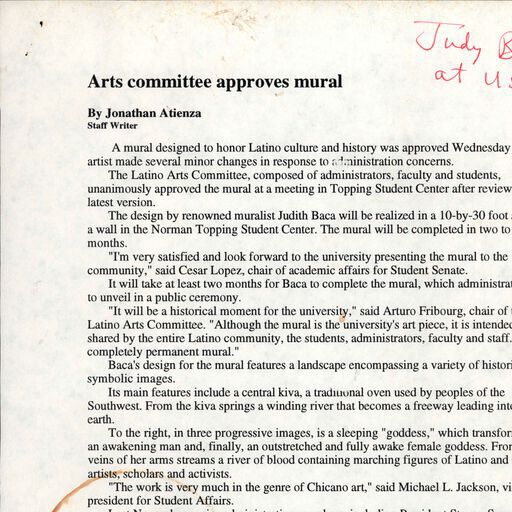 Judy B
at Us
Arts committee approves mural
By Jonathan Atienza
Staff Writer
A mural designed to honor Latino culture and history was approved Wednesday
artist made several minor changes in response to administration concerns.
The Latino Arts Committee, composed of administrators, faculty and students,
unanimously approved the mural at a meeting in Topping Student Center after review
latest version.
The design by renowned muralist Judith Baca will be realized in a 10-by-30 foot
a wall in the Norman Topping Student Center. The mural will be completed in two to
months.
"I'm very satisfied and look forward to the university presenting the mural to the
community," said Cesar Lopez, chair of academic affairs for Student Senate.
It will take at least two months for Baca to complete the mural, which administrat
to unveil in a public ceremony.
"It will be a historical moment for the university," said Arturo Fribourg, chair of
Latino Arts Committee. "Although the mural is the university's art piece, it is intended
shared by the entire Latino community, the students, administrators, faculty and staff.
completely permanent mural."
Baca's design for the mural features a landscape encompassing a variety of histori
symbolic images.
Its main features include a central kiva, a traditional oven used by peoples of the
Southwest. From the kiva springs a winding river that becomes a freeway leading int
earth.
To the right, in three progressive images, is a sleeping "goddess," which transfor
an awakening man and, finally, an outstretched and fully awake female goddess. From
veins of her arms streams a river of blood containing marching figures of Latino and
artists, scholars and activists.
"The work is very much in the genre of Chicano art," said Michael L. Jackson, vi
president for Student Affairs.